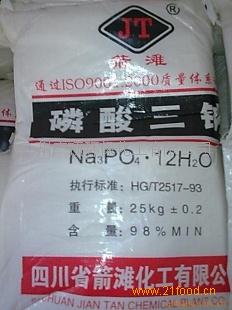 JT
箭滩
通过ISO9001:2000质量体系
磷酸三钠
Na₃PO₄·12H₂O
执行标准: HG/T2517-93
重量: 25kg±0.2
含量: 98%MIN
四川省箭滩化工有限公
SICHUAN JIAN TAN CHEMICAL PLANT CO
www.21food.cn